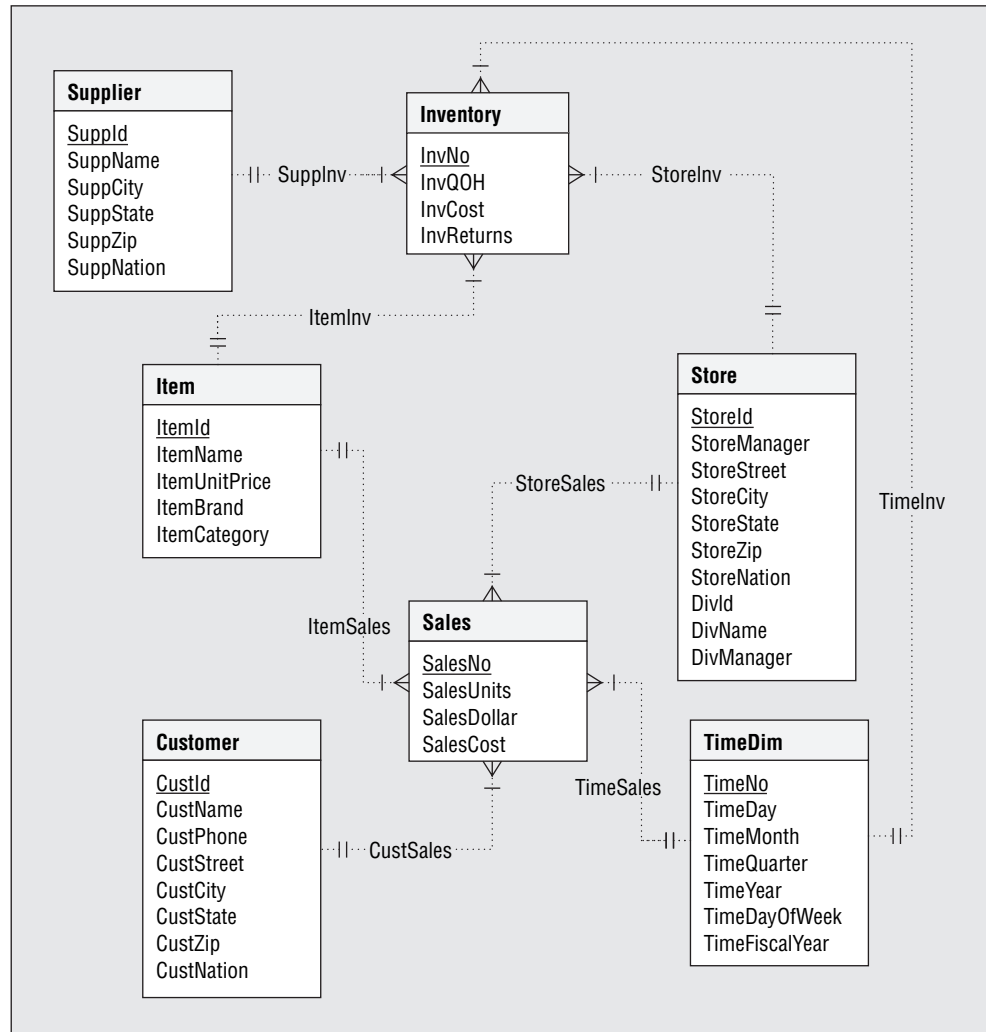 Supplier
SuppId
SuppName
SuppCity
SuppState
SuppZip
SuppNation
SuppInv
Inventory
InvNo
InvQOH
InvCost
InvReturns
StoreInv
ItemInv
Item
ItemId
ItemName
ItemUnitPrice
ItemBrand
ItemCategory
Store
StoreId
StoreManager
StoreStreet
StoreCity
StoreState
StoreZip
StoreNation
DivId
DivName
DivManager
StoreSales
TimeInv
ItemSales
Sales
SalesNo
SalesUnits
SalesDollar
SalesCost
Customer
CustId
CustName
CustPhone
CustStreet
CustCity
CustState
CustZip
CustNation
CustSales
TimeSales
TimeDim
TimeNo
TimeDay
TimeMonth
TimeQuarter
TimeYear
TimeDayOfWeek
TimeFiscalYear